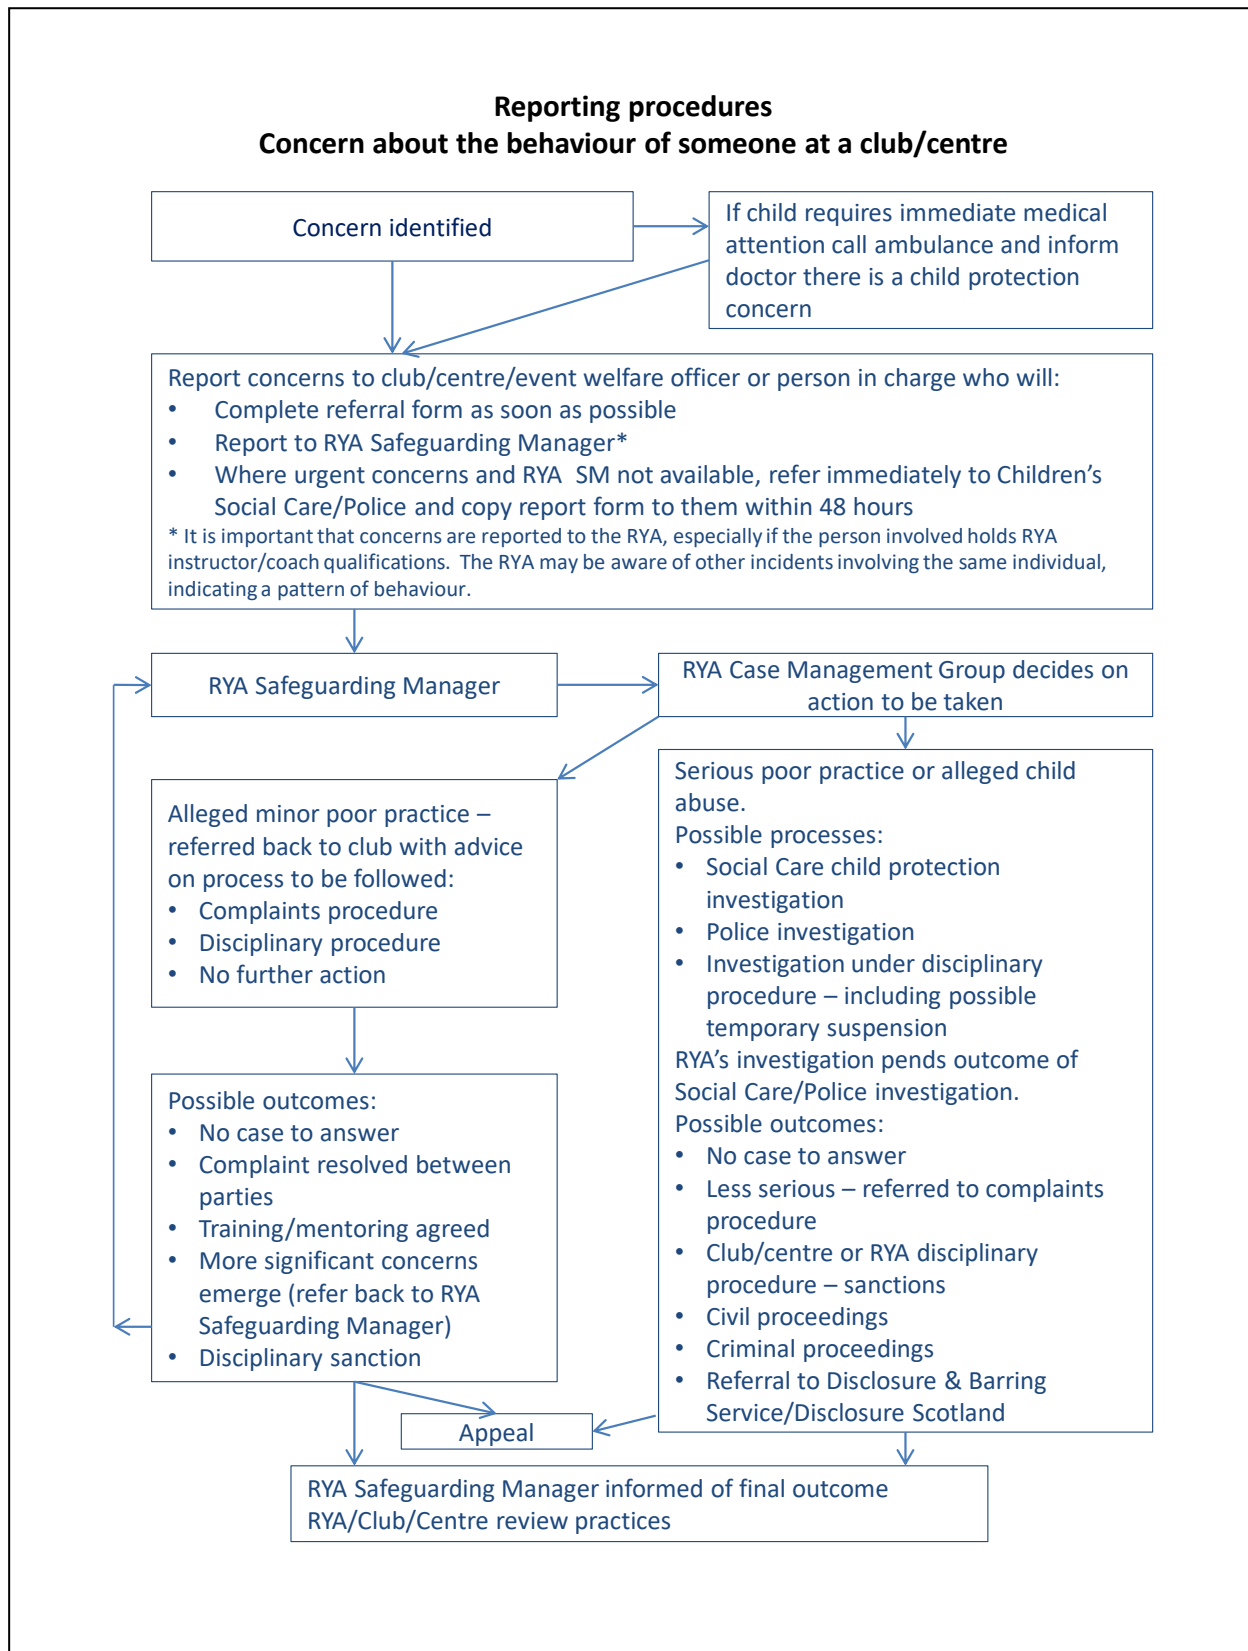 Reporting procedures
Concern about the behaviour of someone at a club/centre
Concern identified
If child requires immediate medical
attention call ambulance and inform
doctor there is a child protection
concern
Report concerns to club/centre/event welfare officer or person in charge who will:
• Complete referral form as soon as possible
• Report to RYA Safeguarding Manager*
• Where urgent concerns and RYA SM not available, refer immediately to Children’s
Social Care/Police and copy report form to them within 48 hours
* It is important that concerns are reported to the RYA, especially if the person involved holds RYA
instructor/coach qualifications. The RYA may be aware of other incidents involving the same individual,
indicating a pattern of behaviour.
RYA Safeguarding Manager
RYA Case Management Group decides on
action to be taken
Alleged minor poor practice –
referred back to club with advice
on process to be followed:
• Complaints procedure
• Disciplinary procedure
• No further action
Serious poor practice or alleged child
abuse.
Possible processes:
• Social Care child protection
investigation
• Police investigation
• Investigation under disciplinary
procedure – including possible
temporary suspension
RYA’s investigation pends outcome of
Social Care/Police investigation.
Possible outcomes:
• No case to answer
• Less serious – referred to complaints
procedure
• Club/centre or RYA disciplinary
procedure – sanctions
• Civil proceedings
• Criminal proceedings
• Referral to Disclosure & Barring
Service/Disclosure Scotland
Possible outcomes:
• No case to answer
• Complaint resolved between
parties
• Training/mentoring agreed
• More significant concerns
emerge (refer back to RYA
Safeguarding Manager)
• Disciplinary sanction
Appeal
RYA Safeguarding Manager informed of final outcome
RYA/Club/Centre review practices